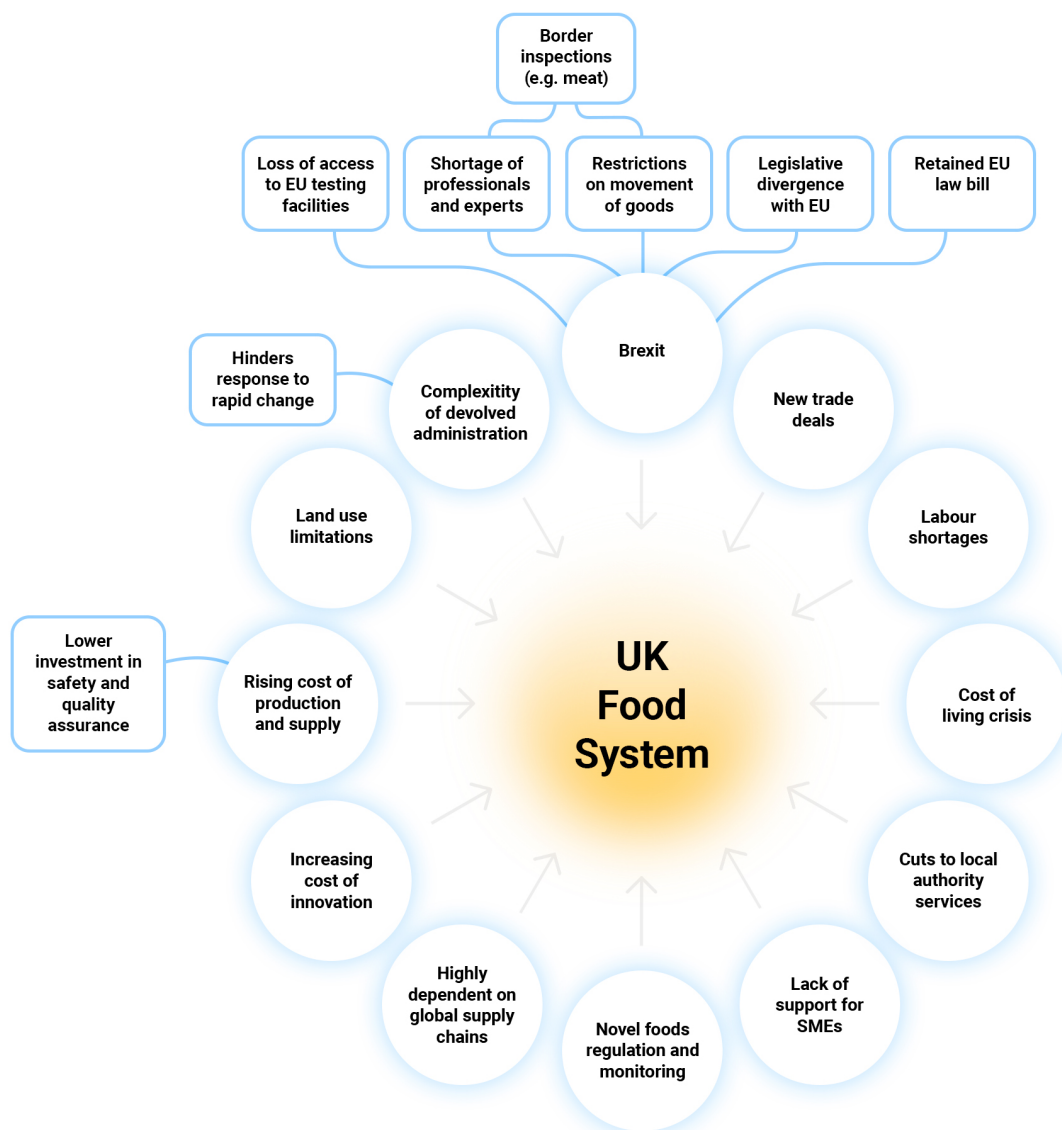 Border
inspections
(e.g. meat)
Loss of access
to EU testing
facilities
Shortage of
professionals
and experts
Restrictions
on movement
of goods
Legislative
divergence
with EU
Retained EU
law bill
Brexit
Hinders
response to
rapid change
Complexitity
of devolved
administration
New trade
deals
Land use
limitations
Labour
shortages
Lower
investment in
safety and
quality
assurance
Rising cost of
production
and supply
UK
Food
System
Cost of
living crisis
Increasing
cost of
innovation
Cuts to local
authority
services
Highly
dependent on
global supply
chains
Novel foods
regulation and
monitoring
Lack of
support for
SMEs